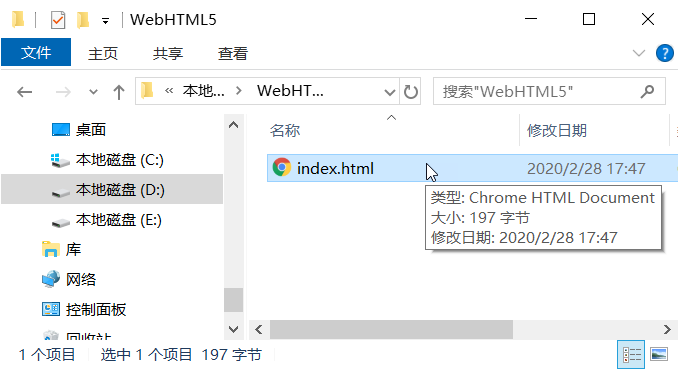 WebHTML5
文件 主页 共享 查看
« 本地... WebHT...
搜索"WebHTML5"
桌面
本地磁盘 (C:)
本地磁盘 (D:)
本地磁盘 (E:)
库
网络
控制面板
回收站
名称 修改日期
index.html 2020/2/28 17:47
类型: Chrome HTML Document
大小: 197 字节
修改日期: 2020/2/28 17:47
1 个项目 选中 1 个项目 197 字节